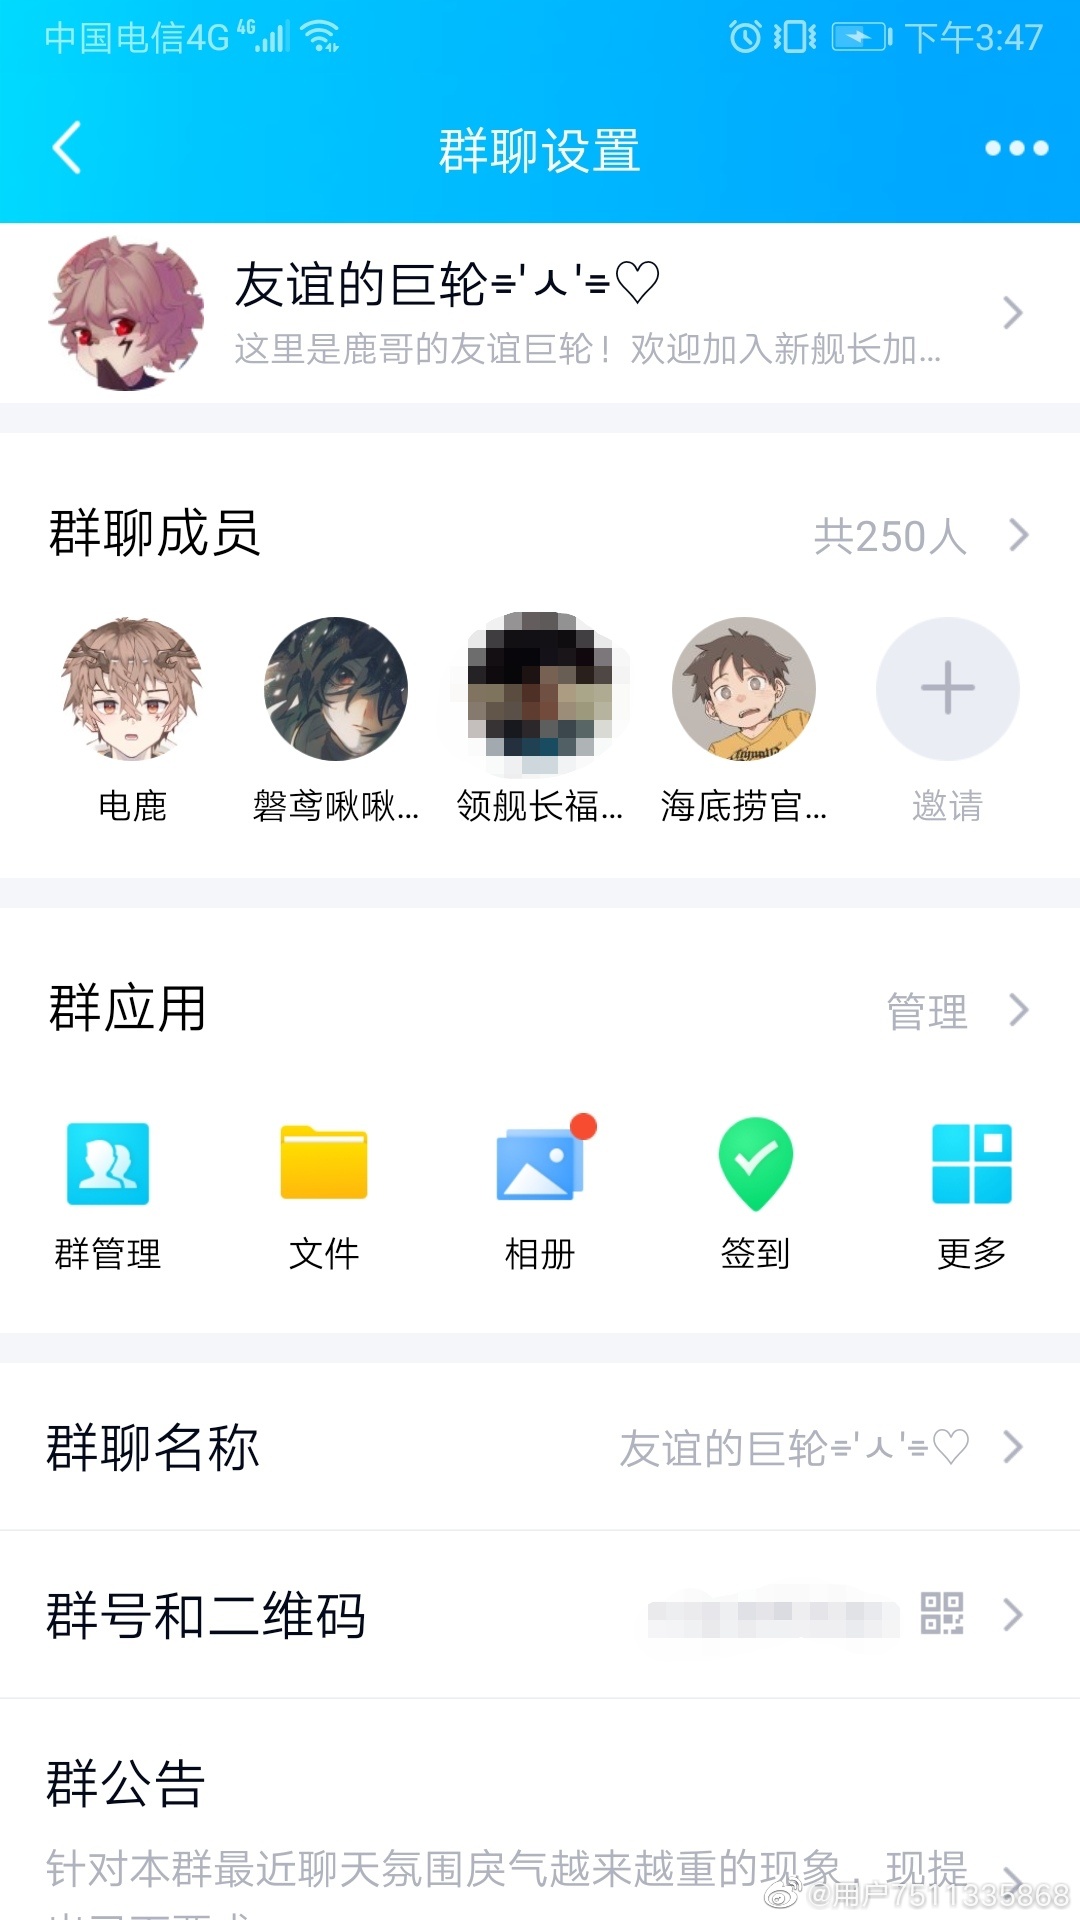 中国电信4G 4G 下午3:47
群聊设置
友谊的巨轮='ㅅ'=♡
这里是鹿哥的友谊巨轮！欢迎加入新舰长加...
群聊成员 共250人
电鹿 磐鸢啾啾... 领舰长福... 海底捞官... 邀请
群应用 管理
群管理 文件 相册 签到 更多
群聊名称 友谊的巨轮='ㅅ'=♡
群号和二维码
群公告
针对本群最近聊天氛围戾气越来越重的现象，现提
@用户7511335868